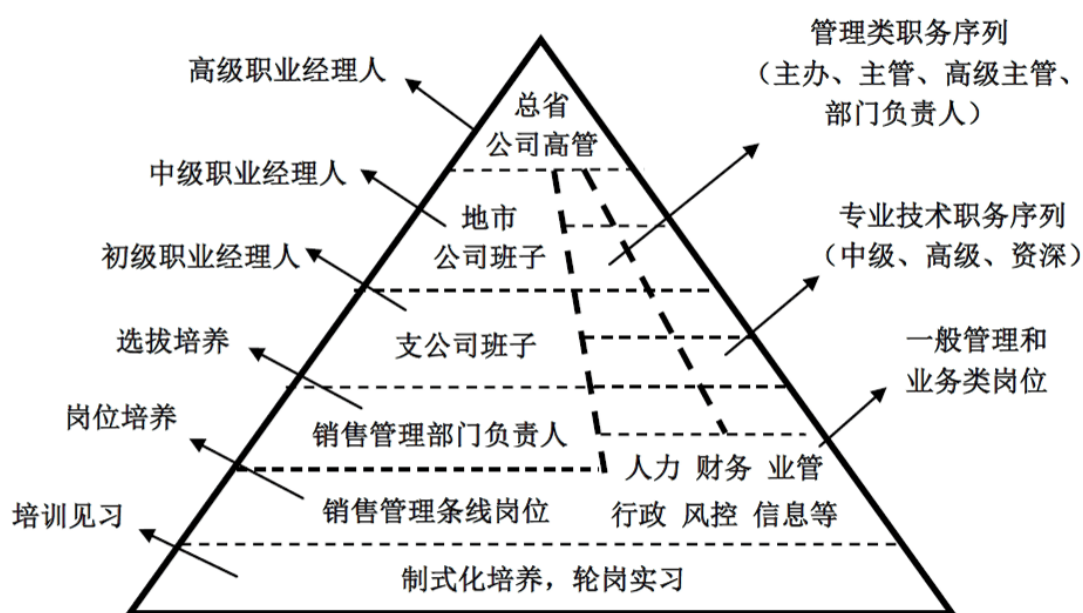 管理类职务序列
（主办、主管、高级主管、
部门负责人）
高级职业经理人
总省
公司高管
中级职业经理人
地市
公司班子
专业技术职务序列
（中级、高级、资深）
初级职业经理人
选拔培养
支公司班子
一般管理和
业务类岗位
岗位培养
销售管理部门负责人
人力 财务 业管
行政 风控 信息等
销售管理条线岗位
培训见习
制式化培养，轮岗实习